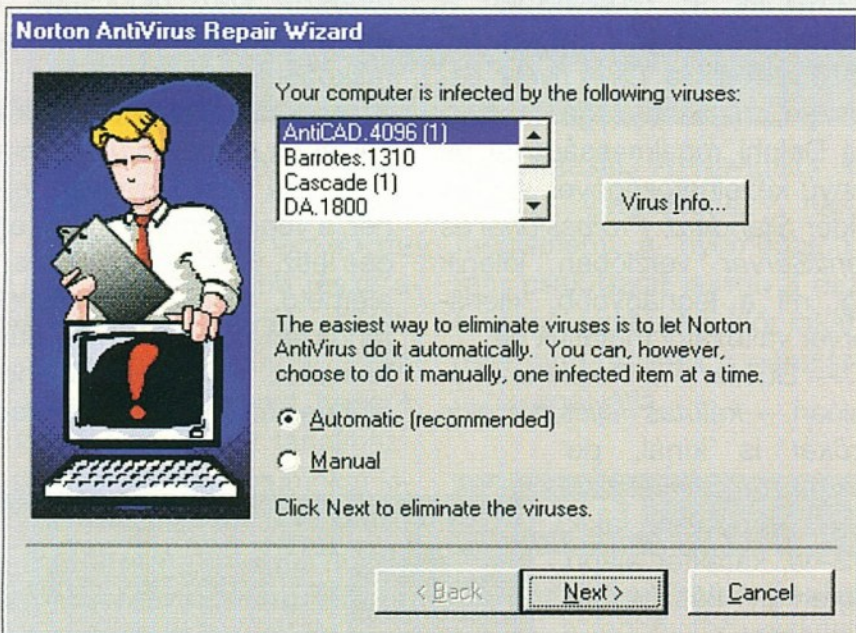 Norton AntiVirus Repair Wizard
Your computer is infected by the following viruses:
AntiCAD.4096 (1)
Barrotes.1310
Cascade (1)
DA.1800
Virus Info...
The easiest way to eliminate viruses is to let Norton
AntiVirus do it automatically. You can, however,
choose to do it manually, one infected item at a time.
Automatic (recommended)
Manual
Click Next to eliminate the viruses.
< Back
Next >
Cancel